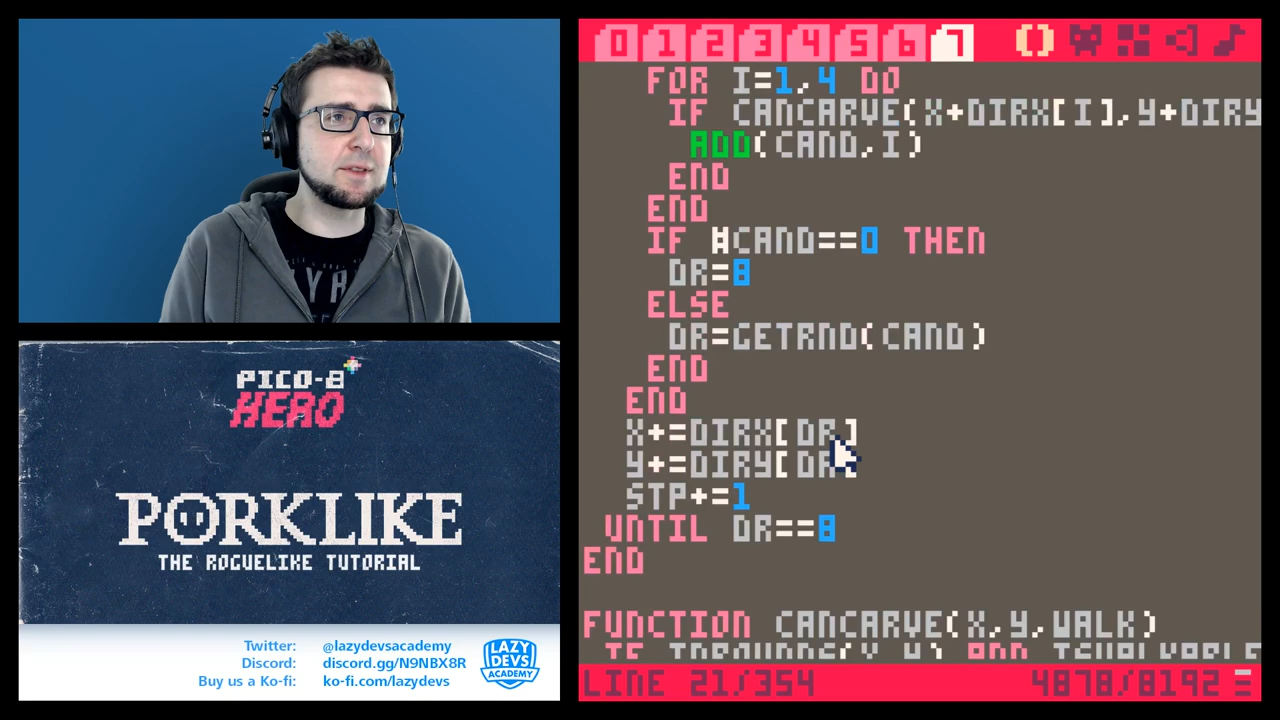 0 1 2 3 4 5 6 7
FOR I=1,4 DO
IF CANCARVE(X+DIRX[I],Y+DIRY
ADD(CAND,I)
END
END
IF #CAND==0 THEN
DR=8
ELSE
DR=GETRND(CAND)
END
END
X+=DIRX[DR]
Y+=DIRY[DR]
STP+=1
UNTIL DR==8
END
FUNCTION CANCARVE(X,Y,WALK)
LINE 21/354
4878/8192
PICO-8
HERO
PORKLIKE
THE ROGUELIKE TUTORIAL
Twitter: @lazydevsacademy
Discord: discord.gg/N9NBX8R
Buy us a Ko-fi: ko-fi.com/lazydevs
LAZY
DEVS
ACADEMY